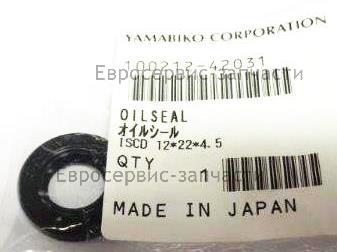 YAMABIKO CORPORATION
100212-42031
Евросервис-запчасти
OILSEAL
オイルシール
ISCD 12*22*4.5
QTY 1
Евросервис-запчасти
MADE IN JAPAN